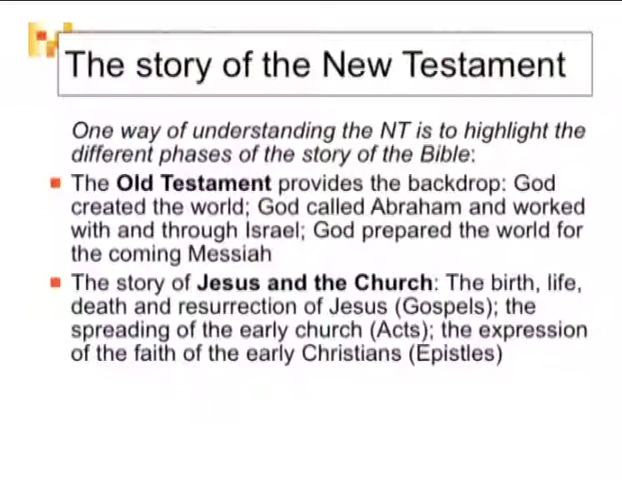 The story of the New Testament
One way of understanding the NT is to highlight the
different phases of the story of the Bible:
The Old Testament provides the backdrop: God
created the world; God called Abraham and worked
with and through Israel; God prepared the world for
the coming Messiah
The story of Jesus and the Church: The birth, life,
death and resurrection of Jesus (Gospels); the
spreading of the early church (Acts); the expression
of the faith of the early Christians (Epistles)